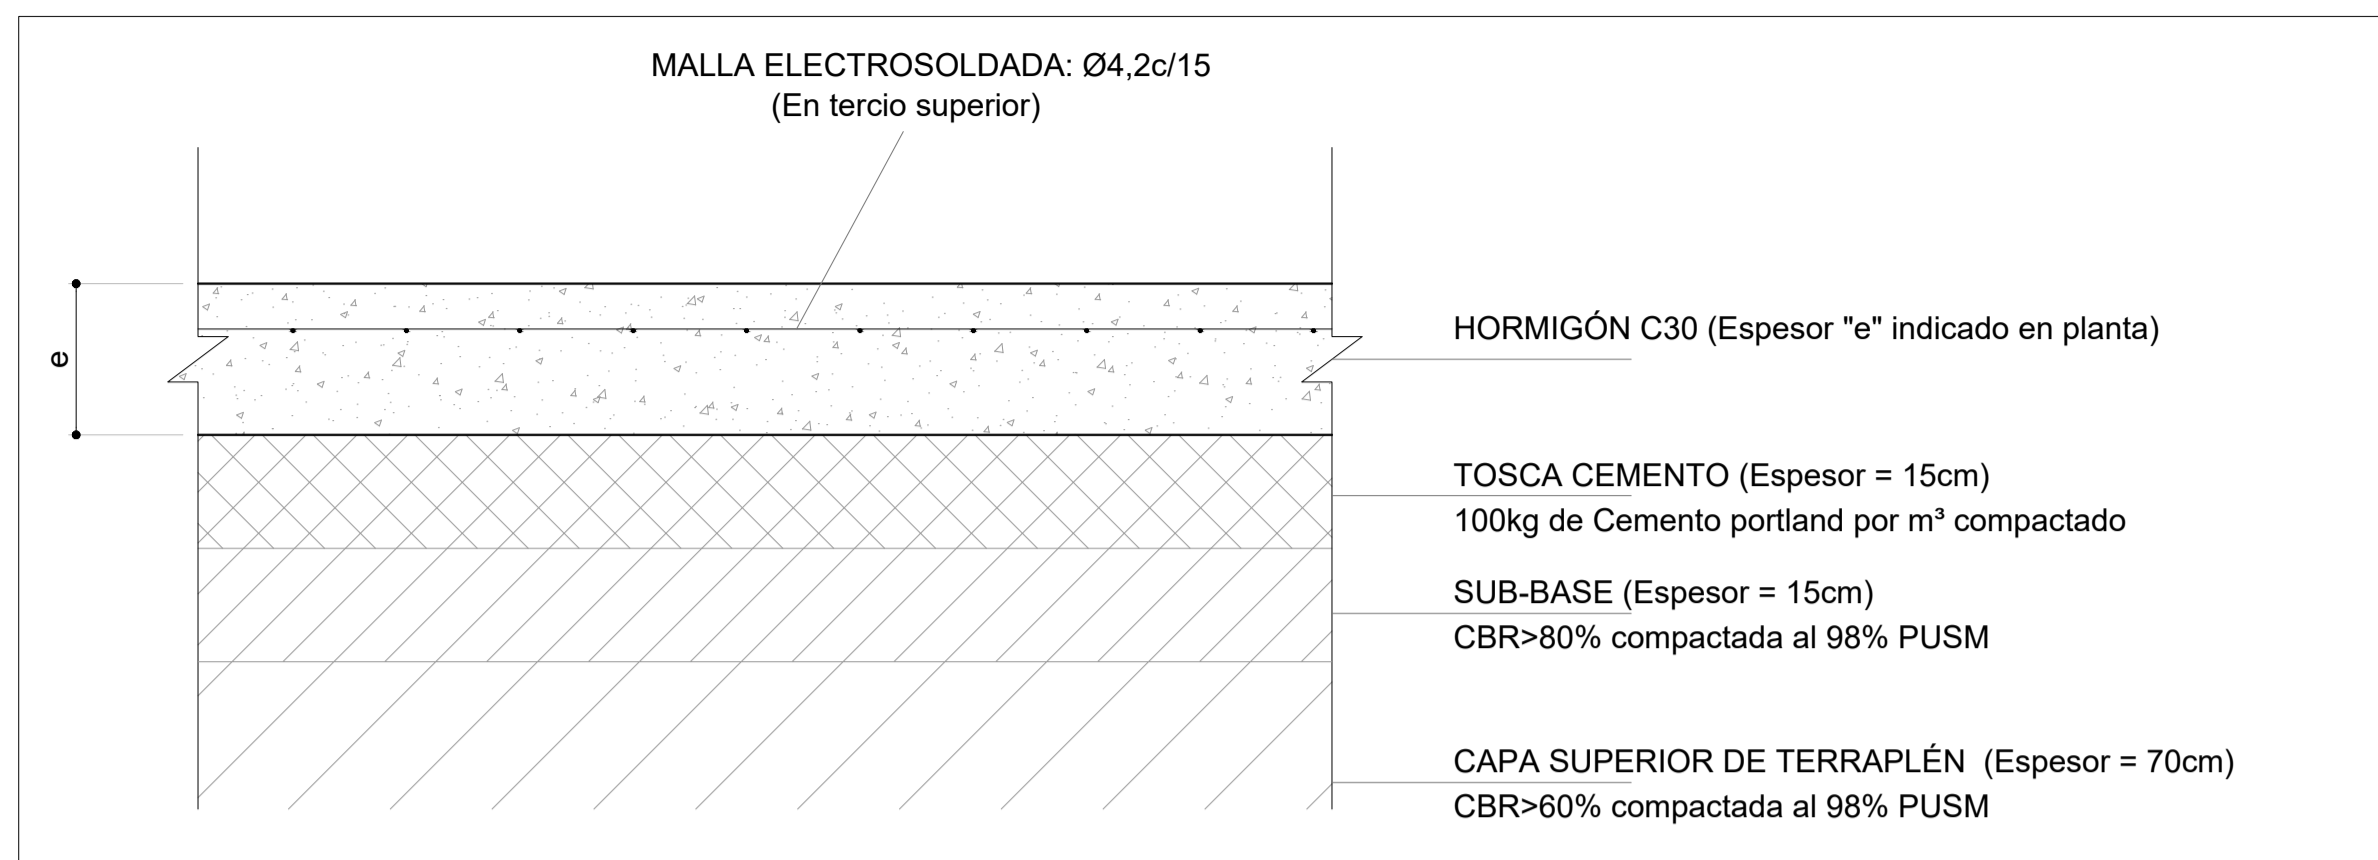 MALLA ELECTROSOLDADA: Ø4,2c/15
(En tercio superior)
e
HORMIGÓN C30 (Espesor "e" indicado en planta)
TOSCA CEMENTO (Espesor = 15cm)
100kg de Cemento portland por m³ compactado
SUB-BASE (Espesor = 15cm)
CBR>80% compactada al 98% PUSM
CAPA SUPERIOR DE TERRAPLÉN (Espesor = 70cm)
CBR>60% compactada al 98% PUSM